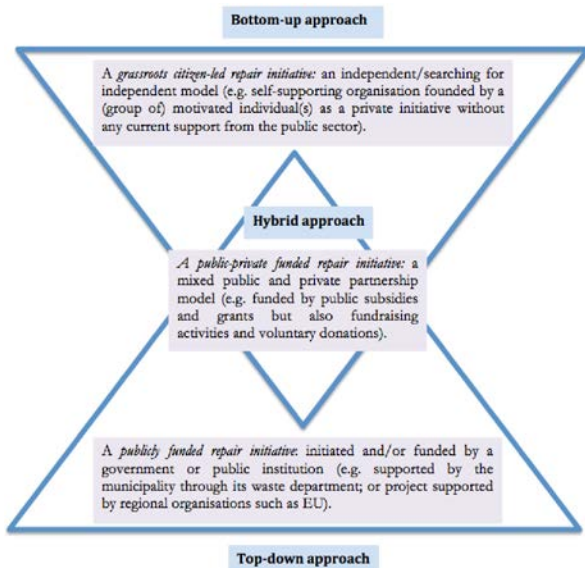 Bottom-up approach
A grassroots citizen-led repair initiative: an independent/searching for
independent model (e.g. self-supporting organisation founded by a
(group of) motivated individual(s) as a private initiative without
any current support from the public sector).
Hybrid approach
A public-private funded repair initiative: a
mixed public and private partnership
model (e.g. funded by public subsidies
and grants but also fundraising
activities and voluntary donations).
A publicly funded repair initiative: initiated and/or funded by a
government or public institution (e.g. supported by the
municipality through its waste department; or project supported
by regional organisations such as EU).
Top-down approach